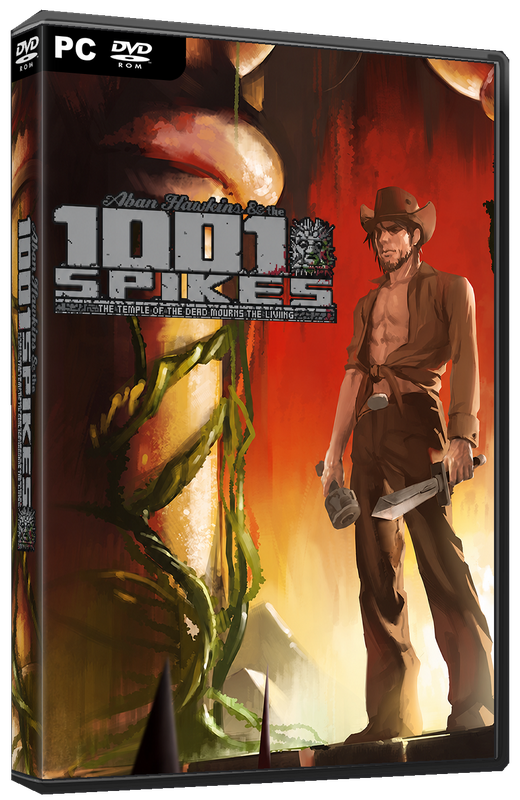 PC DVD
ROM
DVD
ROM
Aban Hawkins & the
1001
SPIKES
THE TEMPLE OF THE DEAD MOURNS THE LIVIING
Aban Hawkins & the
1001 SPIKES